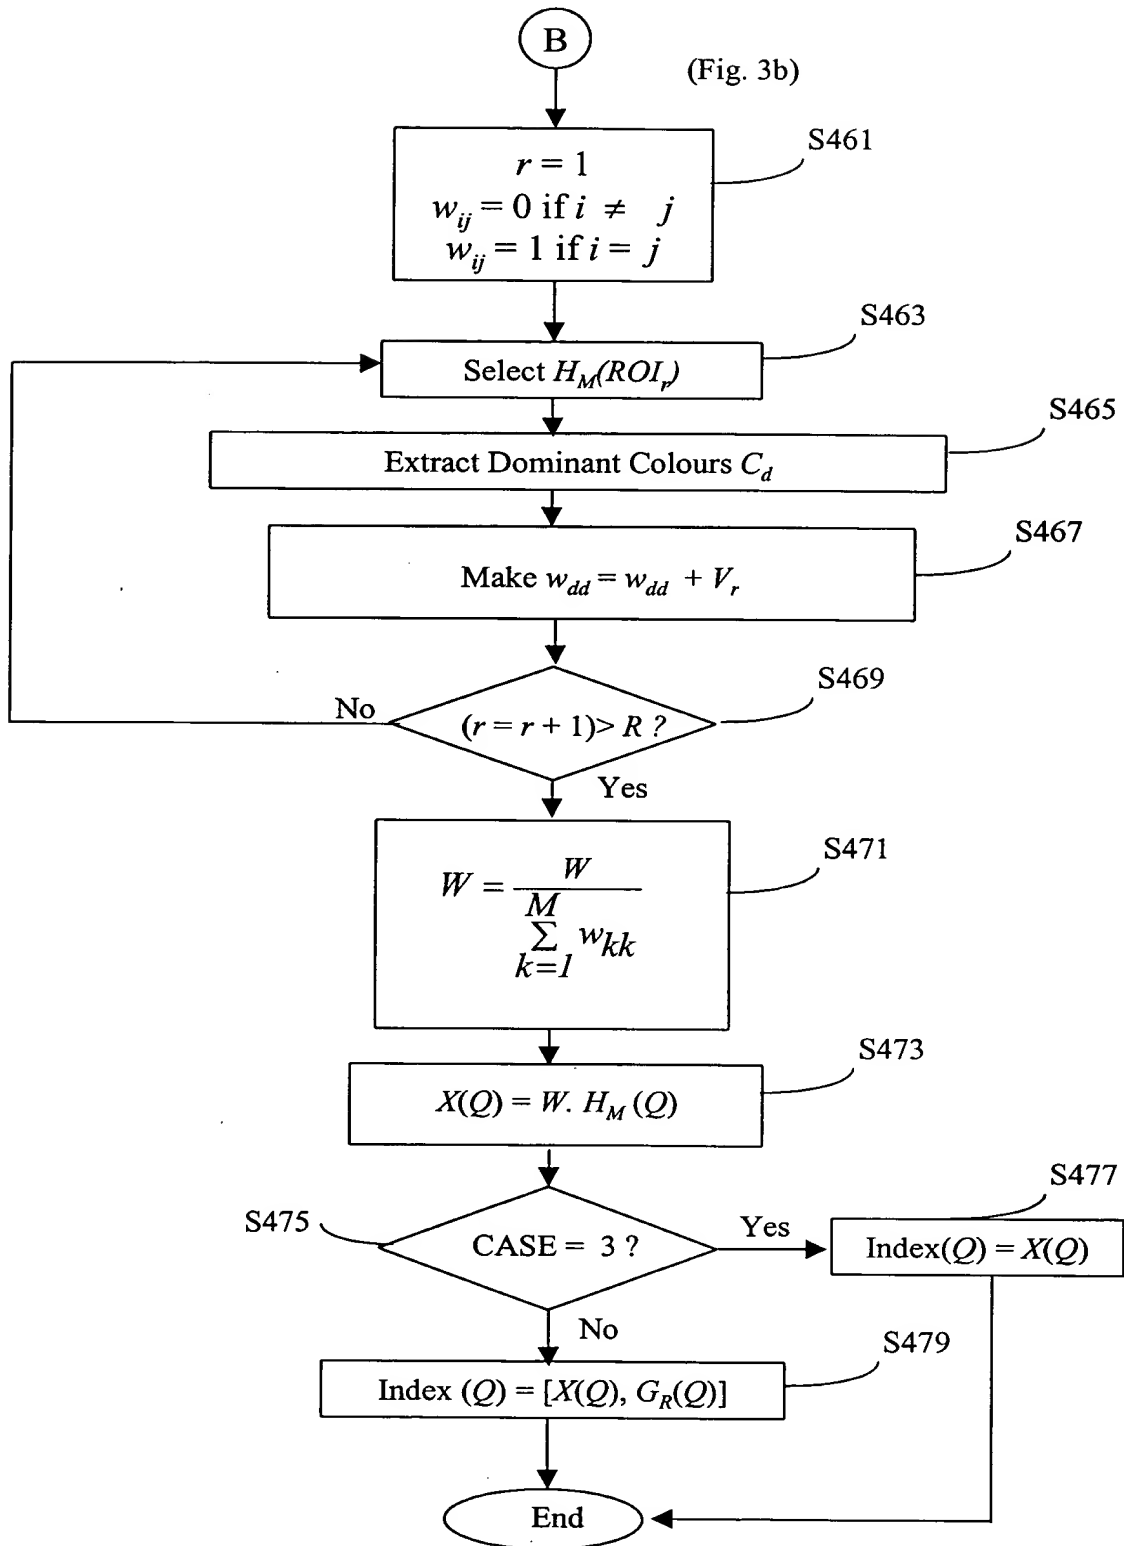 B
(Fig. 3b)
S461
r = 1
w_ij = 0 if i ≠ j
w_ij = 1 if i = j
S463
Select H_M(ROI_r)
S465
Extract Dominant Colours C_d
S467
Make w_dd = w_dd + V_r
S469
No
(r = r + 1)> R ?
Yes
S471
W = W
M
∑ w_kk
k=1
S473
X(Q) = W. H_M (Q)
S477
S475
CASE = 3 ?
Yes
Index(Q) = X(Q)
No
S479
Index (Q) = [X(Q), G_R(Q)]
End